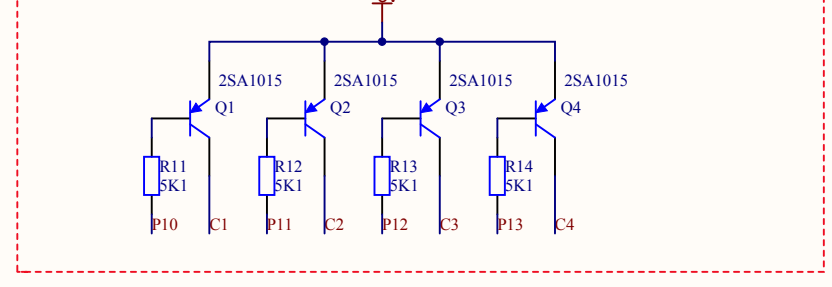 2SA1015 2SA1015 2SA1015 2SA1015
Q1 Q2 Q3 Q4
R11 R12 R13 R14
5K1 5K1 5K1 5K1
P10 C1 P11 C2 P12 C3 P13 C4